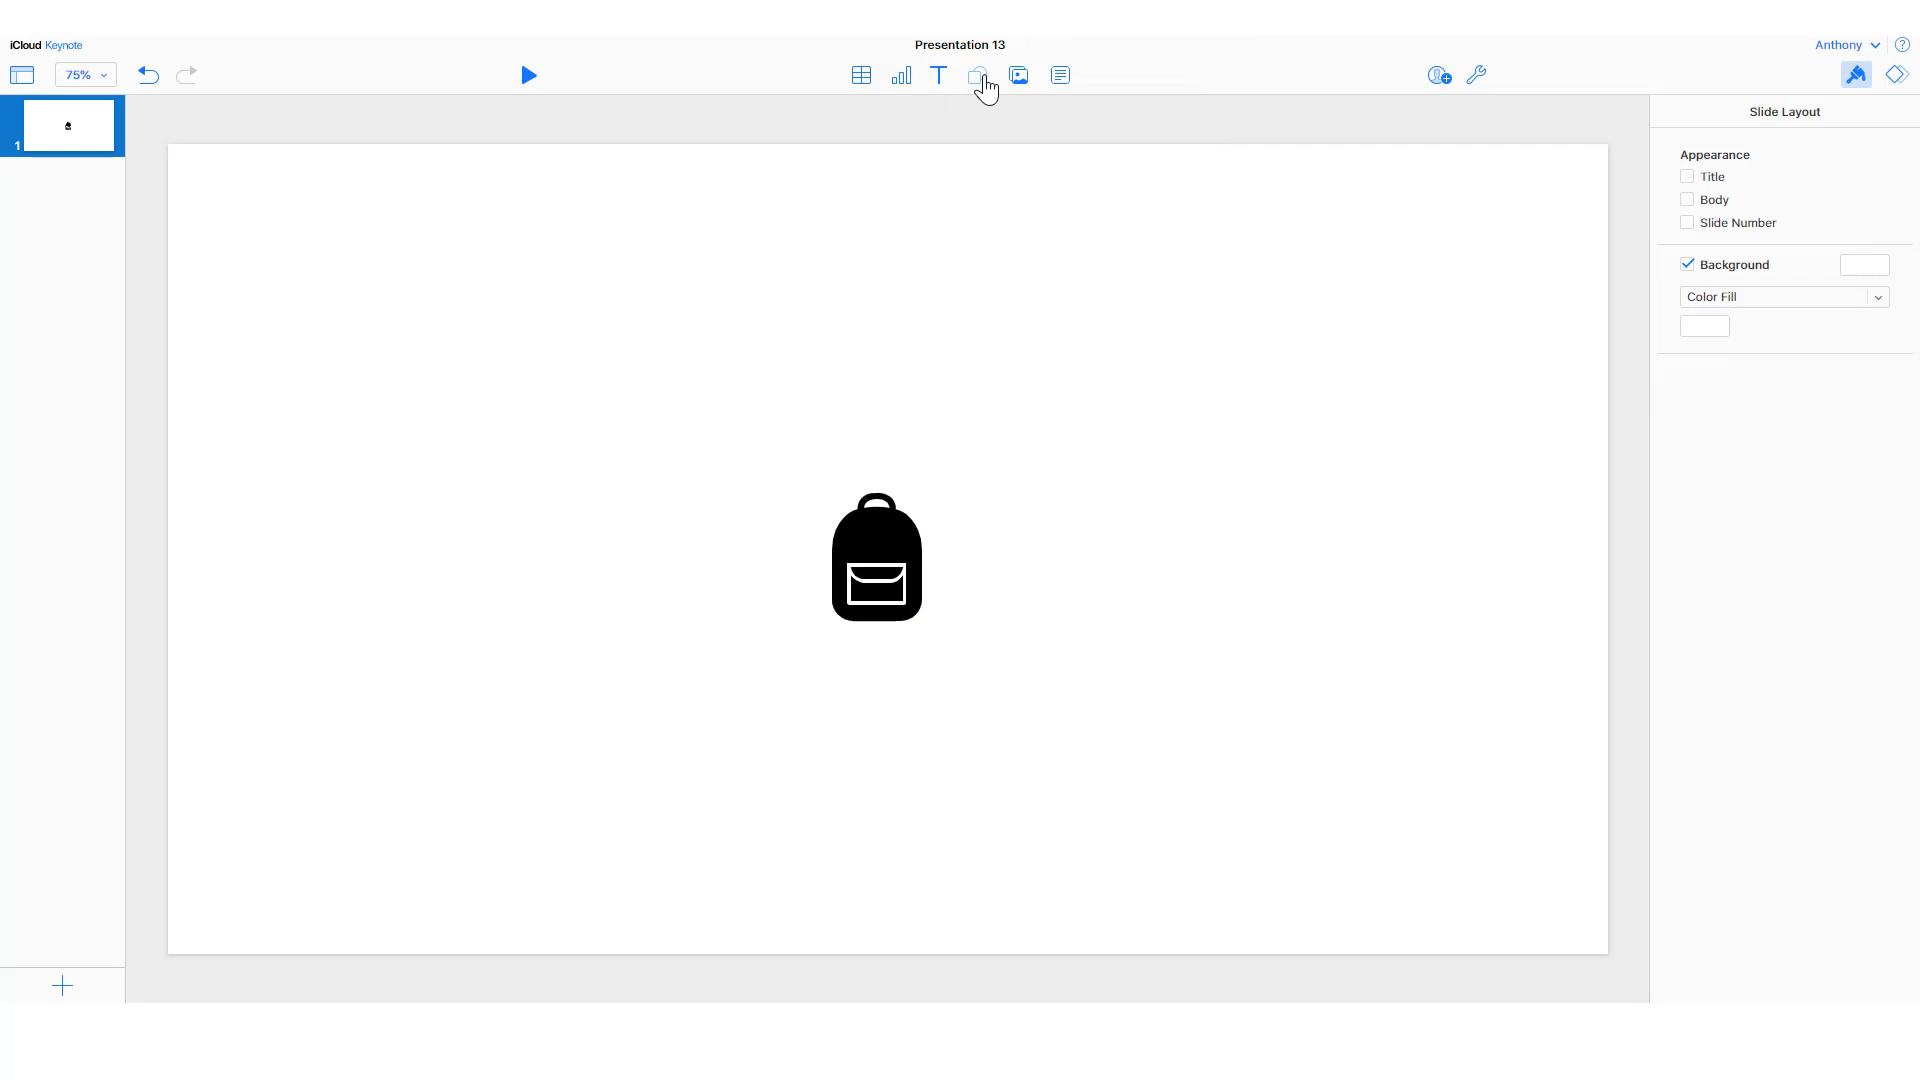 iCloud Keynote
Presentation 13
Anthony
75%
1
Slide Layout
Appearance
Title
Body
Slide Number
Background
Color Fill